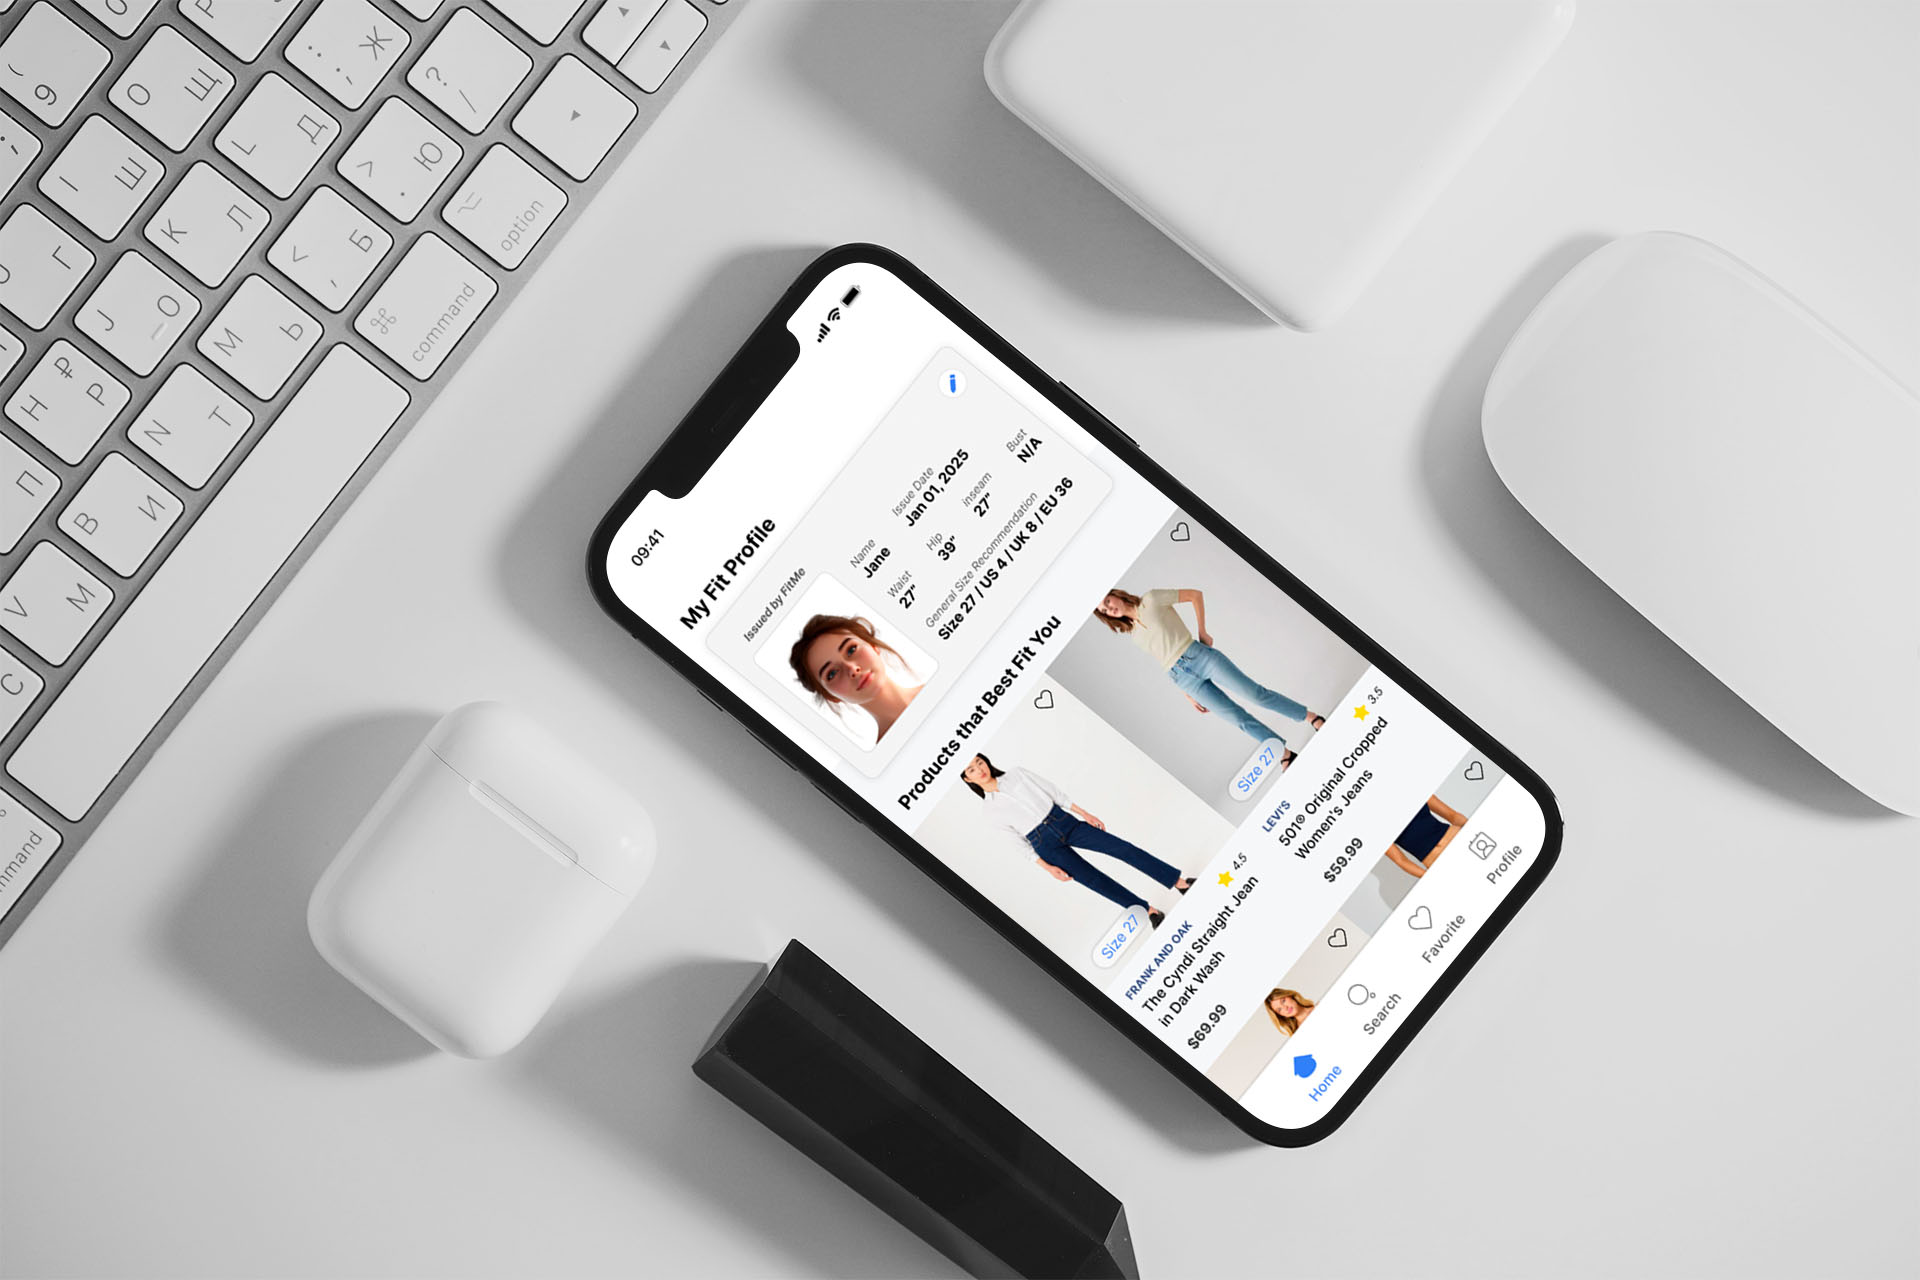 09:41
My Fit Profile
Issued by FitMe
Name
Jane
Issue Date
Jan 01, 2025
Waist
27"
Hip
39"
inseam
27"
Bust
N/A
General Size Recommendation
Size 27 / US 4 / UK 8 / EU 36
Products that Best Fit You
Size 27
FRANK AND OAK
4.5
The Cyndi Straight Jean
in Dark Wash
$69.99
Size 27
LEVI'S
3.5
501® Original Cropped
Women's Jeans
$59.99
Home
Search
Favorite
Profile
9 (
O Щ
: ; Ж
? /
I Ш
L Д
> . Ю
K Л
< , Б
option
J О
M Ь
command
Н ₽ Р
N Т
П
В И
V М
С
Г
mmand